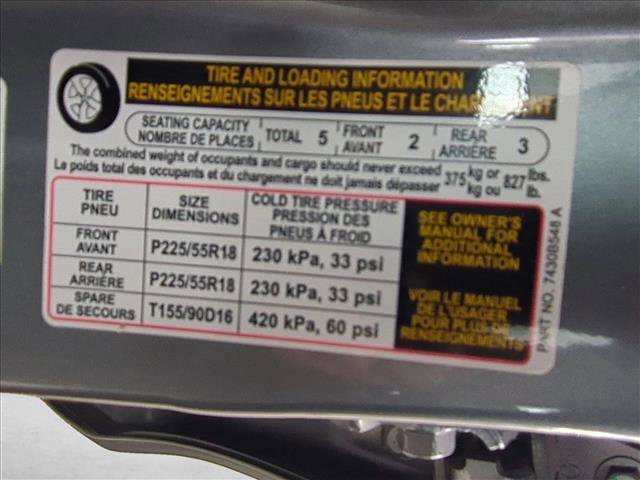 TIRE AND LOADING INFORMATION
RENSEIGNEMENTS SUR LES PNEUS ET LE CHARGEMENT
SEATING CAPACITY
NOMBRE DE PLACES
TOTAL 5
FRONT
AVANT
2
REAR
ARRIÈRE
3
The combined weight of occupants and cargo should never exceed 375 kg or 827 lbs.
Le poids total des occupants et du chargement ne doit jamais dépasser 375 kg ou 827 lb.
TIRE
PNEU
SIZE
DIMENSIONS
COLD TIRE PRESSURE
PRESSION DES
PNEUS À FROID
FRONT
AVANT
P225/55R18
230 kPa, 33 psi
REAR
ARRIÈRE
P225/55R18
230 kPa, 33 psi
SPARE
DE SECOURS
T155/90D16
420 kPa, 60 psi
SEE OWNER'S
MANUAL FOR
ADDITIONAL
INFORMATION
VOIR LE MANUEL
DE L'USAGER
POUR PLUS DE
RENSEIGNEMENTS
PART NO. 7430B548 A